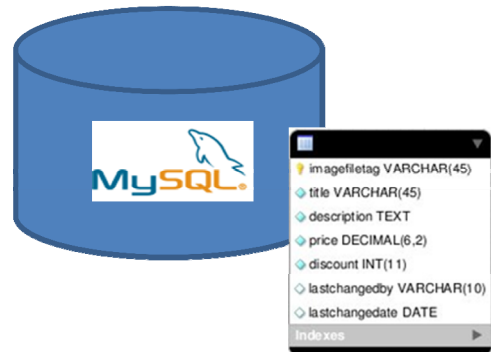 MySQL®
imagefiletag VARCHAR(45)
title VARCHAR(45)
description TEXT
price DECIMAL(6,2)
discount INT(11)
lastchangedby VARCHAR(10)
lastchangedate DATE
Indexes